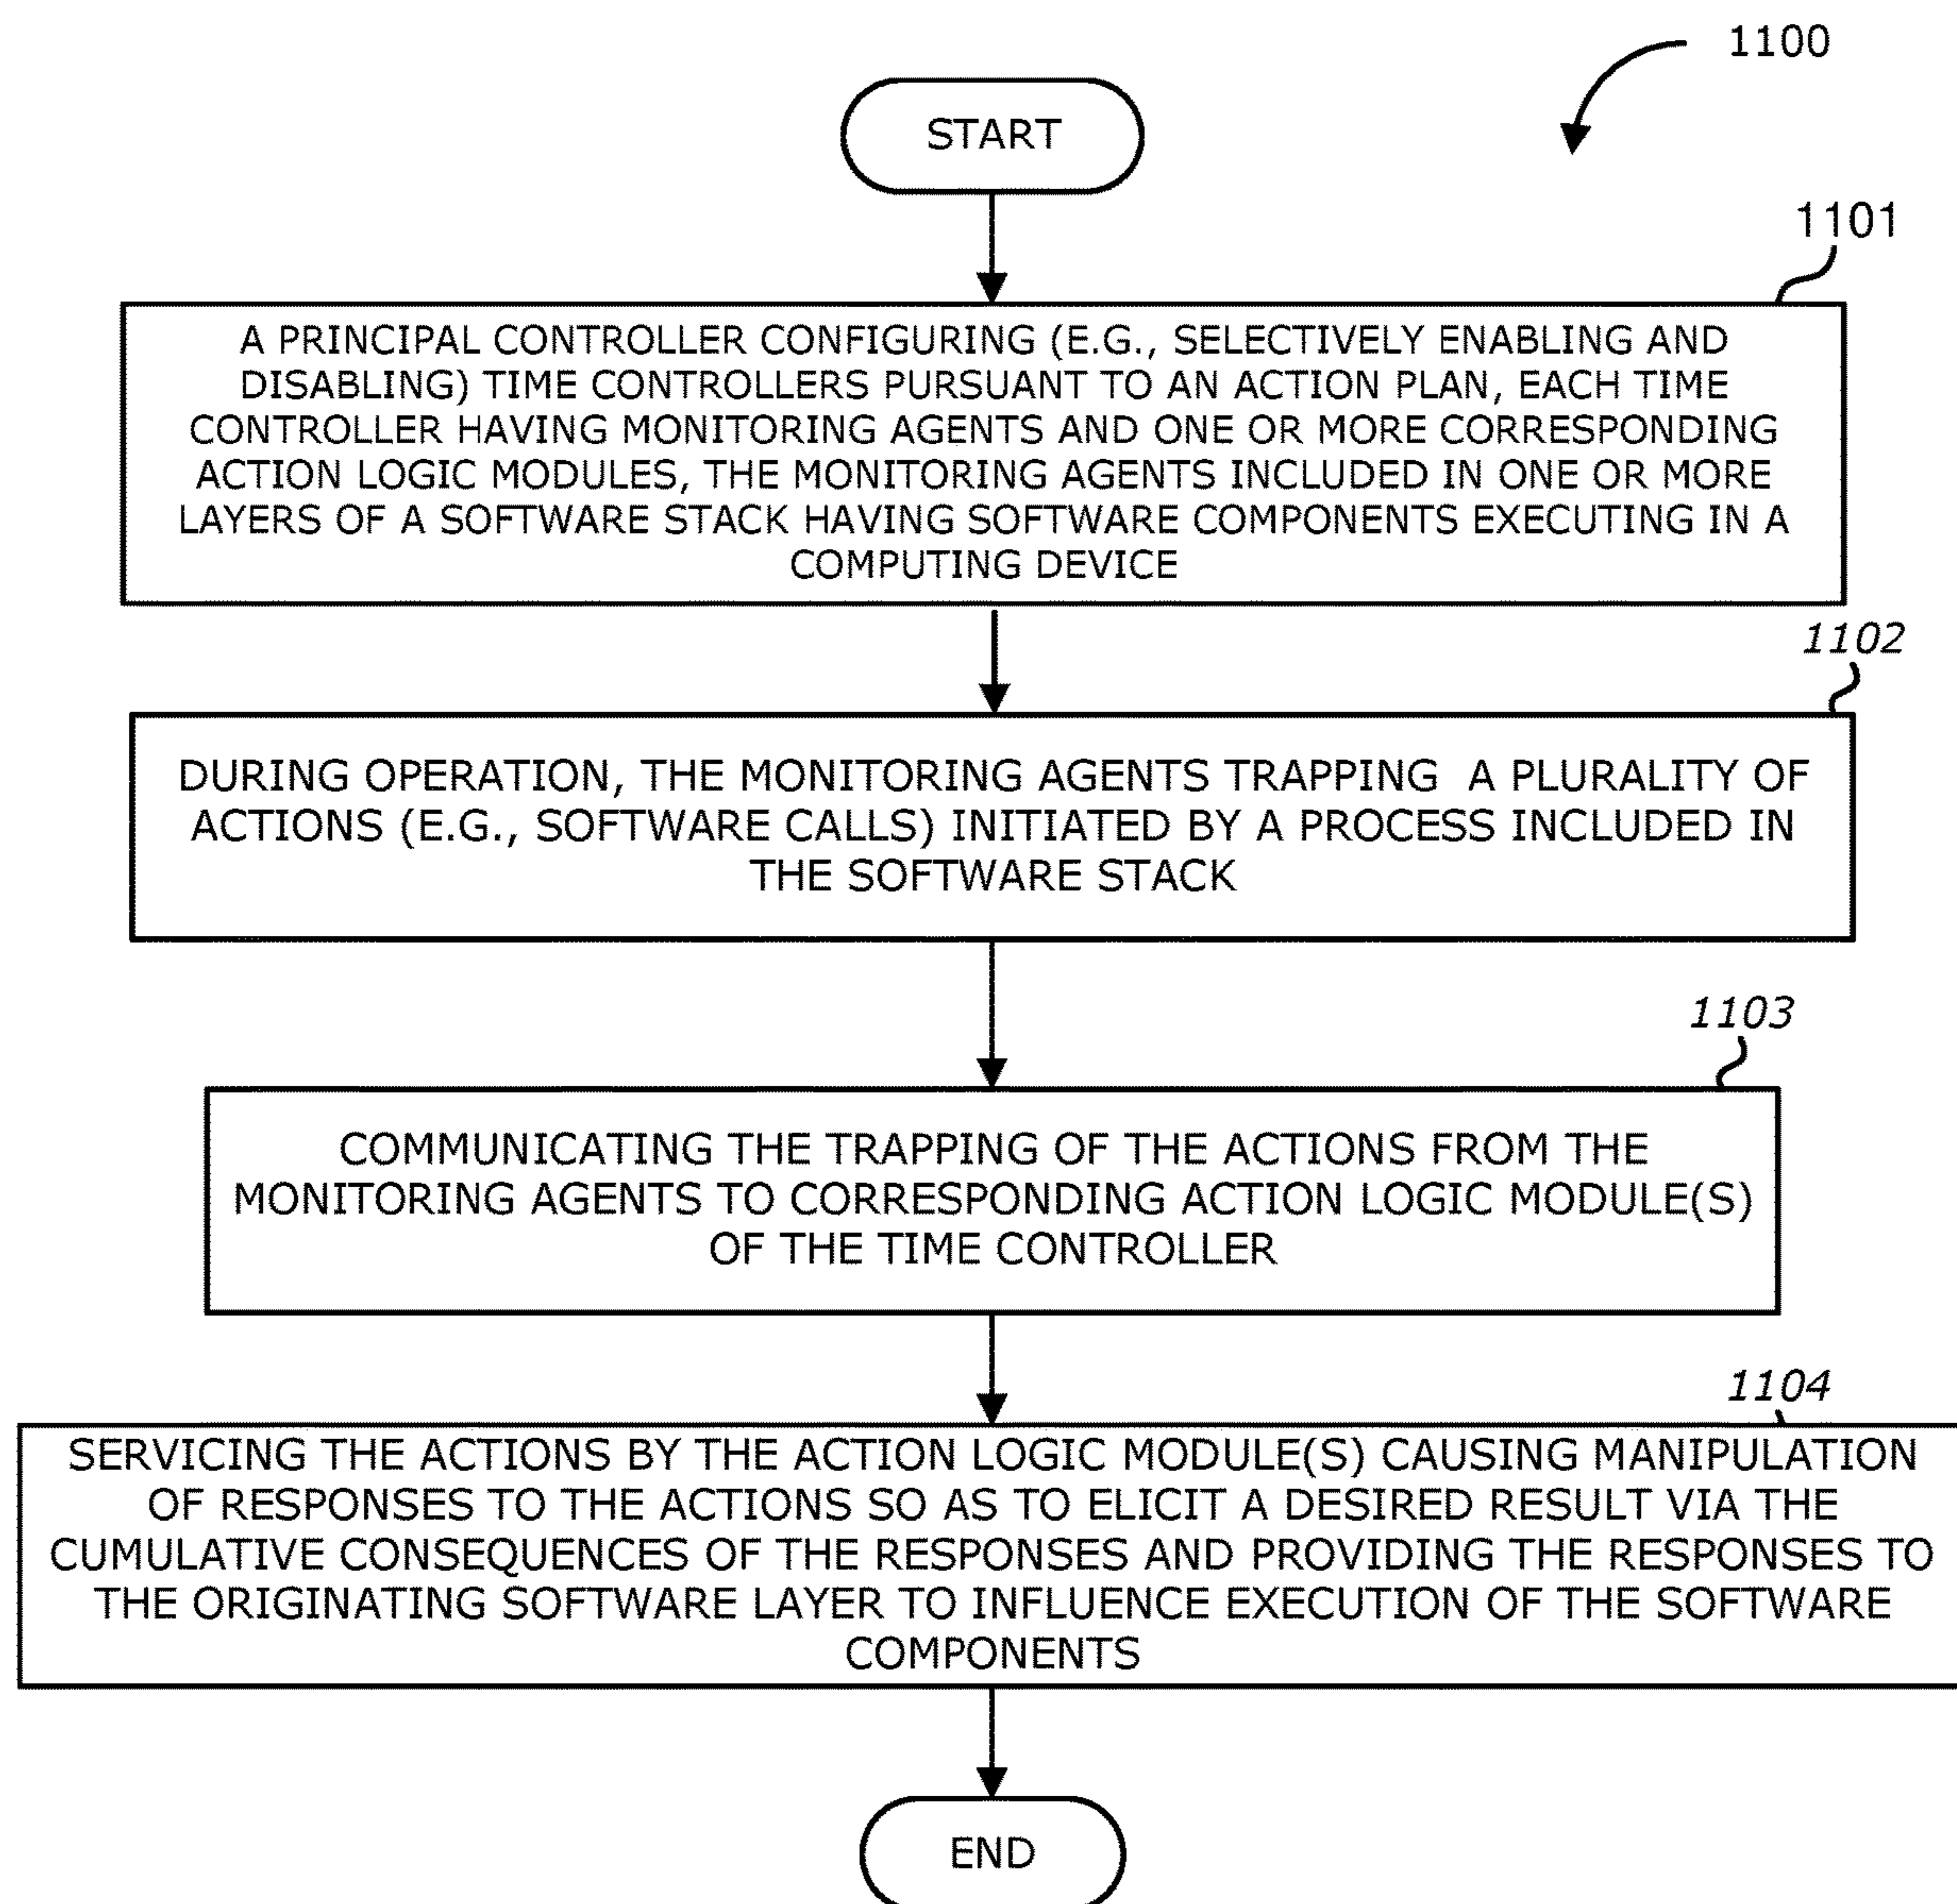 1100
START
1101
A PRINCIPAL CONTROLLER CONFIGURING (E.G., SELECTIVELY ENABLING AND
DISABLING) TIME CONTROLLERS PURSUANT TO AN ACTION PLAN, EACH TIME
CONTROLLER HAVING MONITORING AGENTS AND ONE OR MORE CORRESPONDING
ACTION LOGIC MODULES, THE MONITORING AGENTS INCLUDED IN ONE OR MORE
LAYERS OF A SOFTWARE STACK HAVING SOFTWARE COMPONENTS EXECUTING IN A
COMPUTING DEVICE
1102
DURING OPERATION, THE MONITORING AGENTS TRAPPING A PLURALITY OF
ACTIONS (E.G., SOFTWARE CALLS) INITIATED BY A PROCESS INCLUDED IN
THE SOFTWARE STACK
1103
COMMUNICATING THE TRAPPING OF THE ACTIONS FROM THE
MONITORING AGENTS TO CORRESPONDING ACTION LOGIC MODULE(S)
OF THE TIME CONTROLLER
1104
SERVICING THE ACTIONS BY THE ACTION LOGIC MODULE(S) CAUSING MANIPULATION
OF RESPONSES TO THE ACTIONS SO AS TO ELICIT A DESIRED RESULT VIA THE
CUMULATIVE CONSEQUENCES OF THE RESPONSES AND PROVIDING THE RESPONSES TO
THE ORIGINATING SOFTWARE LAYER TO INFLUENCE EXECUTION OF THE SOFTWARE
COMPONENTS
END